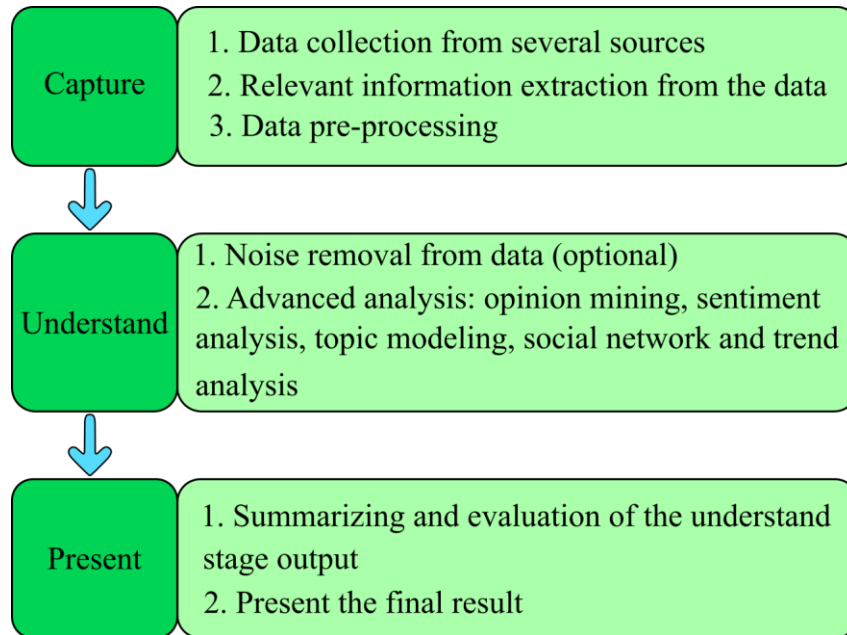 Capture
1. Data collection from several sources
2. Relevant information extraction from the data
3. Data pre-processing
Understand
1. Noise removal from data (optional)
2. Advanced analysis: opinion mining, sentiment
analysis, topic modeling, social network and trend
analysis
Present
1. Summarizing and evaluation of the understand
stage output
2. Present the final result